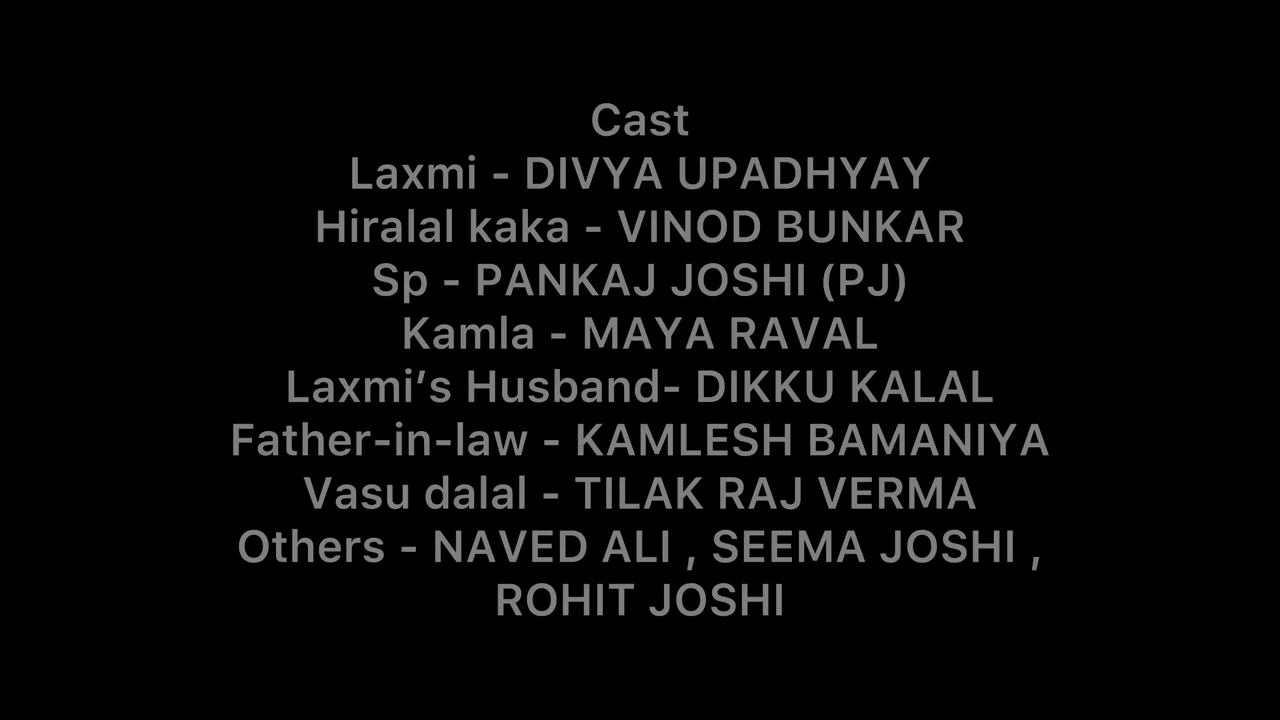 Cast
Laxmi - DIVYA UPADHYAY
Hiralal kaka - VINOD BUNKAR
Sp - PANKAJ JOSHI (PJ)
Kamla - MAYA RAVAL
Laxmi’s Husband- DIKKU KALAL
Father-in-law - KAMLESH BAMANIYA
Vasu dalal - TILAK RAJ VERMA
Others - NAVED ALI , SEEMA JOSHI ,
ROHIT JOSHI